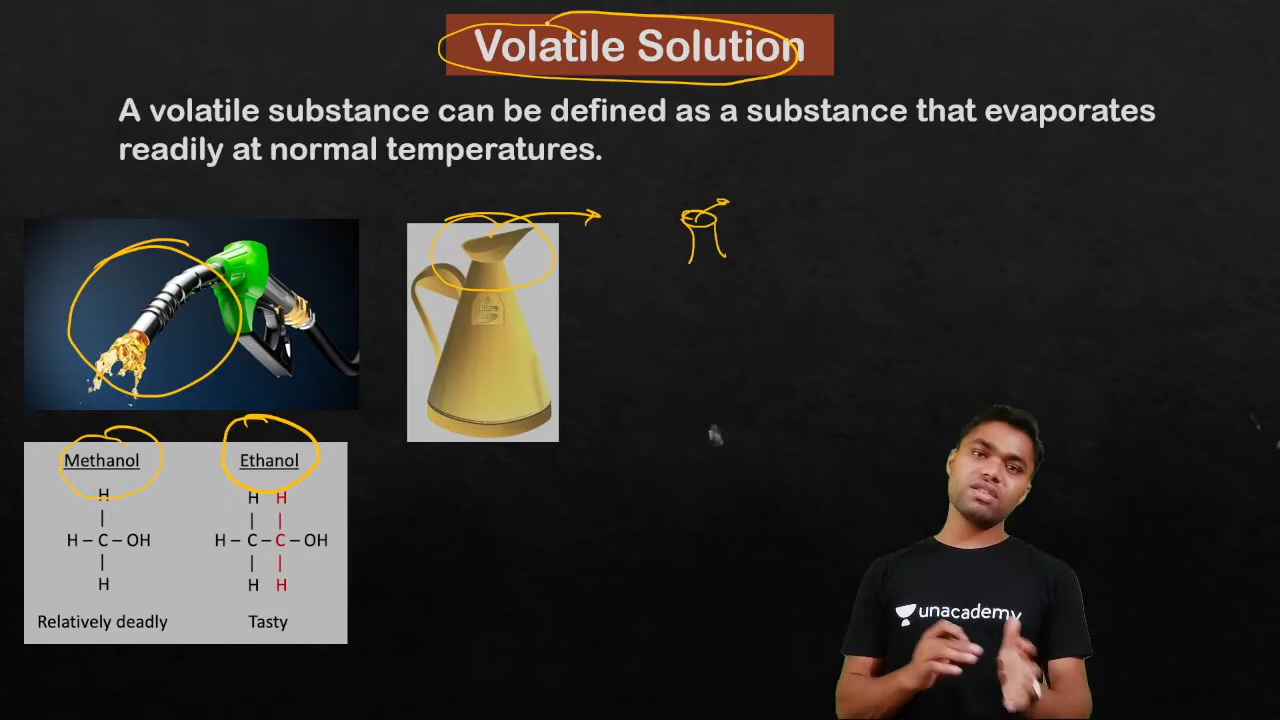 Volatile Solution
A volatile substance can be defined as a substance that evaporates
readily at normal temperatures.
Methanol Ethanol
H H H
H – C – OH H – C – C – OH
H H H
Relatively deadly Tasty
unacademy